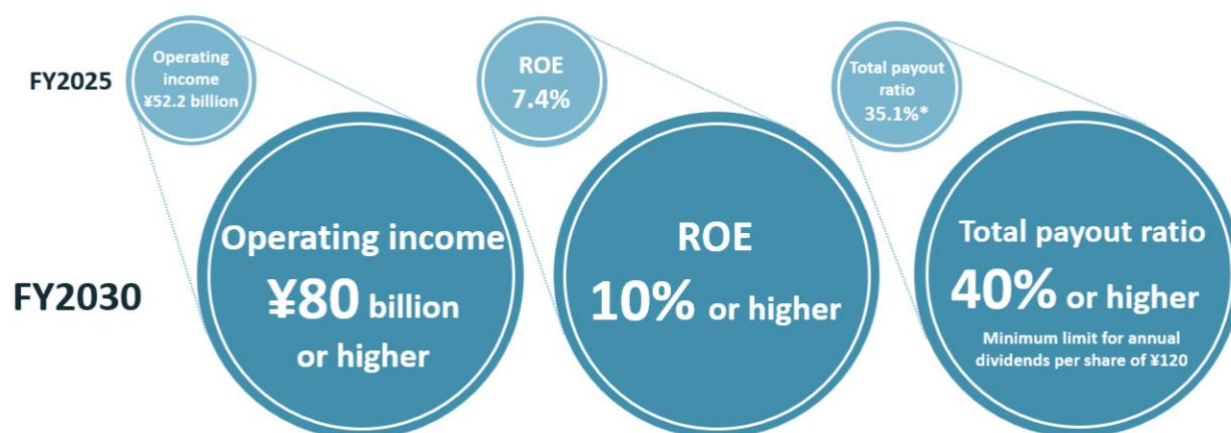 FY2025
Operating
income
¥52.2 billion
ROE
7.4%
Total payout
ratio
35.1%*
FY2030
Operating income
¥80 billion
or higher
ROE
10% or higher
Total payout ratio
40% or higher
Minimum limit for annual
dividends per share of ¥120